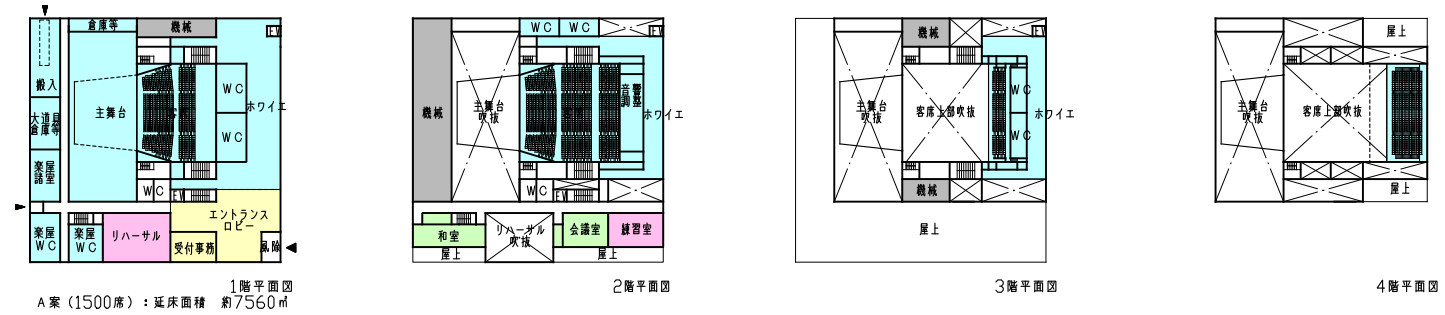 倉庫等
機械
EV
搬入
主舞台
客席
WC
ホワイエ
WC
大道具
倉庫等
楽屋
諸室
WC
EV
エントランス
ロビー
楽屋
WC
楽屋
WC
リハーサル
受付事務
風除
1階平面図
A案(1500席):延床面積 約7560㎡
WC
WC
EV
機械
主舞台
吹抜
客席
音響
調整
ホワイエ
WC
EV
和室
リハーサル
吹抜
会議室
練習室
屋上
屋上
2階平面図
機械
EV
主舞台
吹抜
客席上部吹抜
WC
ホワイエ
WC
機械
屋上
3階平面図
屋上
主舞台
吹抜
客席上部吹抜
屋上
4階平面図